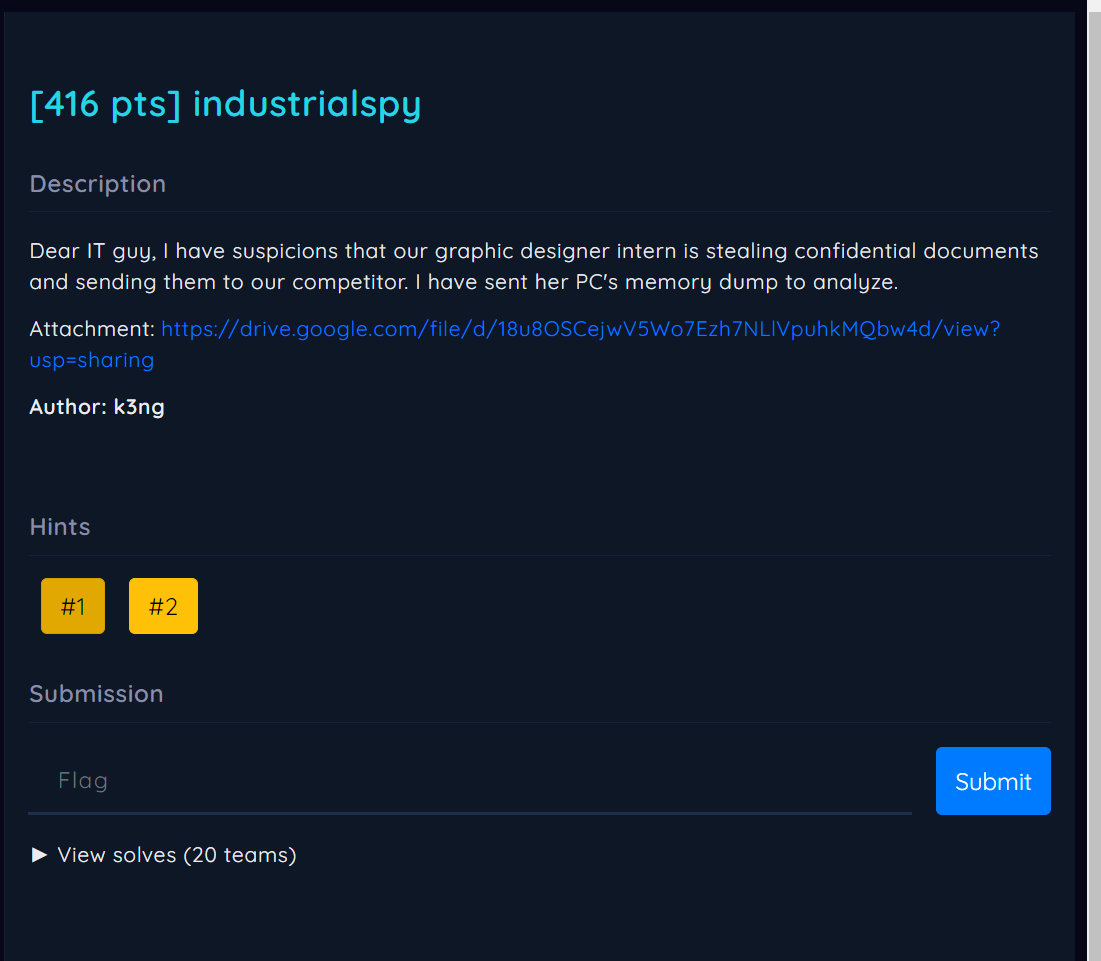 [416 pts] industrialspy
Description
Dear IT guy, I have suspicions that our graphic designer intern is stealing confidential documents
and sending them to our competitor. I have sent her PC's memory dump to analyze.
Attachment: https://drive.google.com/file/d/18u8OSCejwV5Wo7Ezh7NLlVpuhkMQbw4d/view?
usp=sharing
Author: k3ng
Hints
#1 #2
Submission
Flag
Submit
► View solves (20 teams)